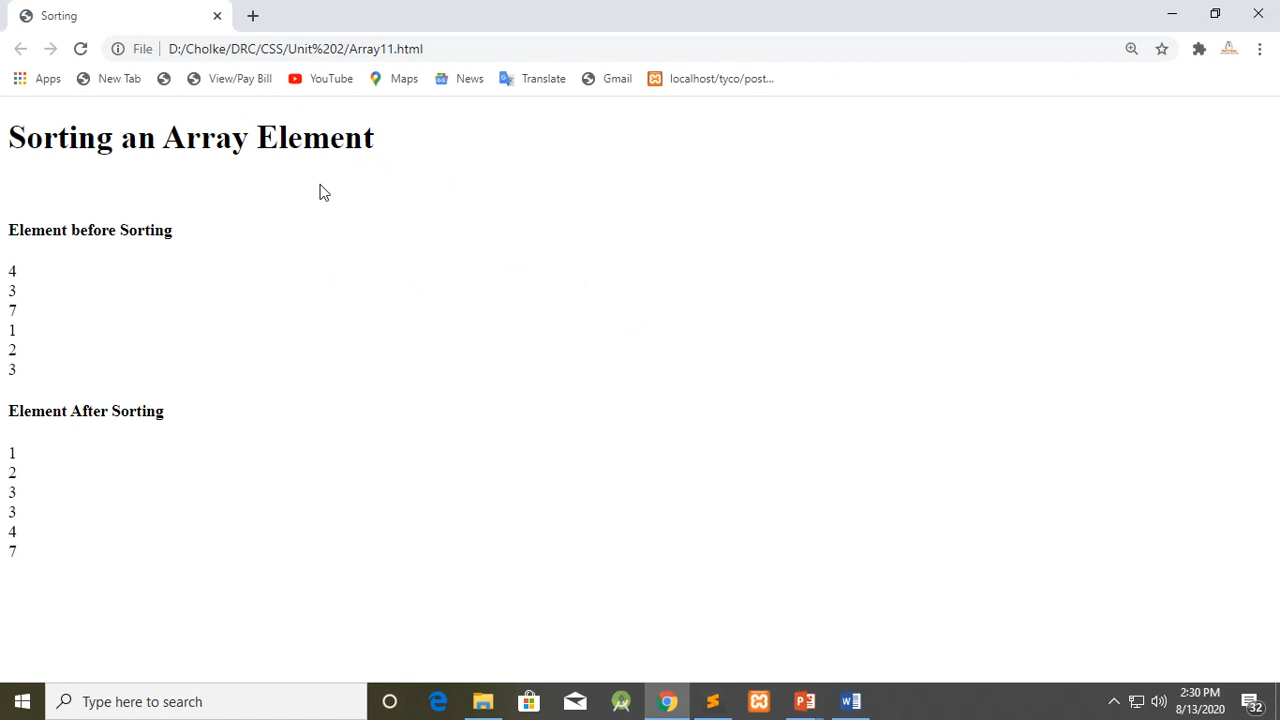 Sorting
File D:/Cholke/DRC/CSS/Unit%202/Array11.html
Apps New Tab View/Pay Bill YouTube Maps News Translate Gmail localhost/tyco/post...
Sorting an Array Element
Element before Sorting
4
3
7
1
2
3
Element After Sorting
1
2
3
3
4
7
Type here to search
2:30 PM
8/13/2020
32